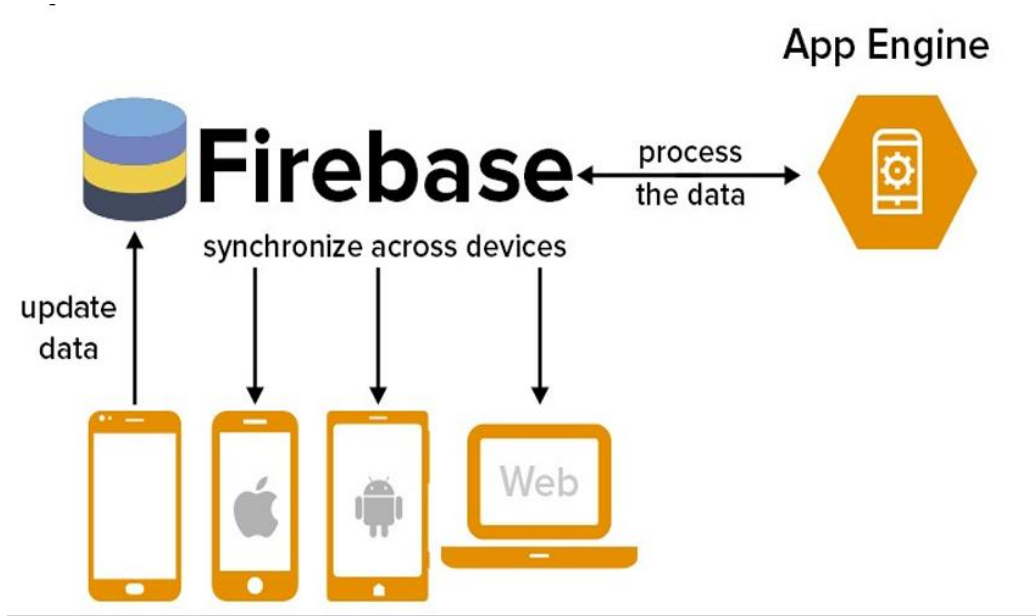 App Engine
Firebase
process
the data
synchronize across devices
update
data
Web